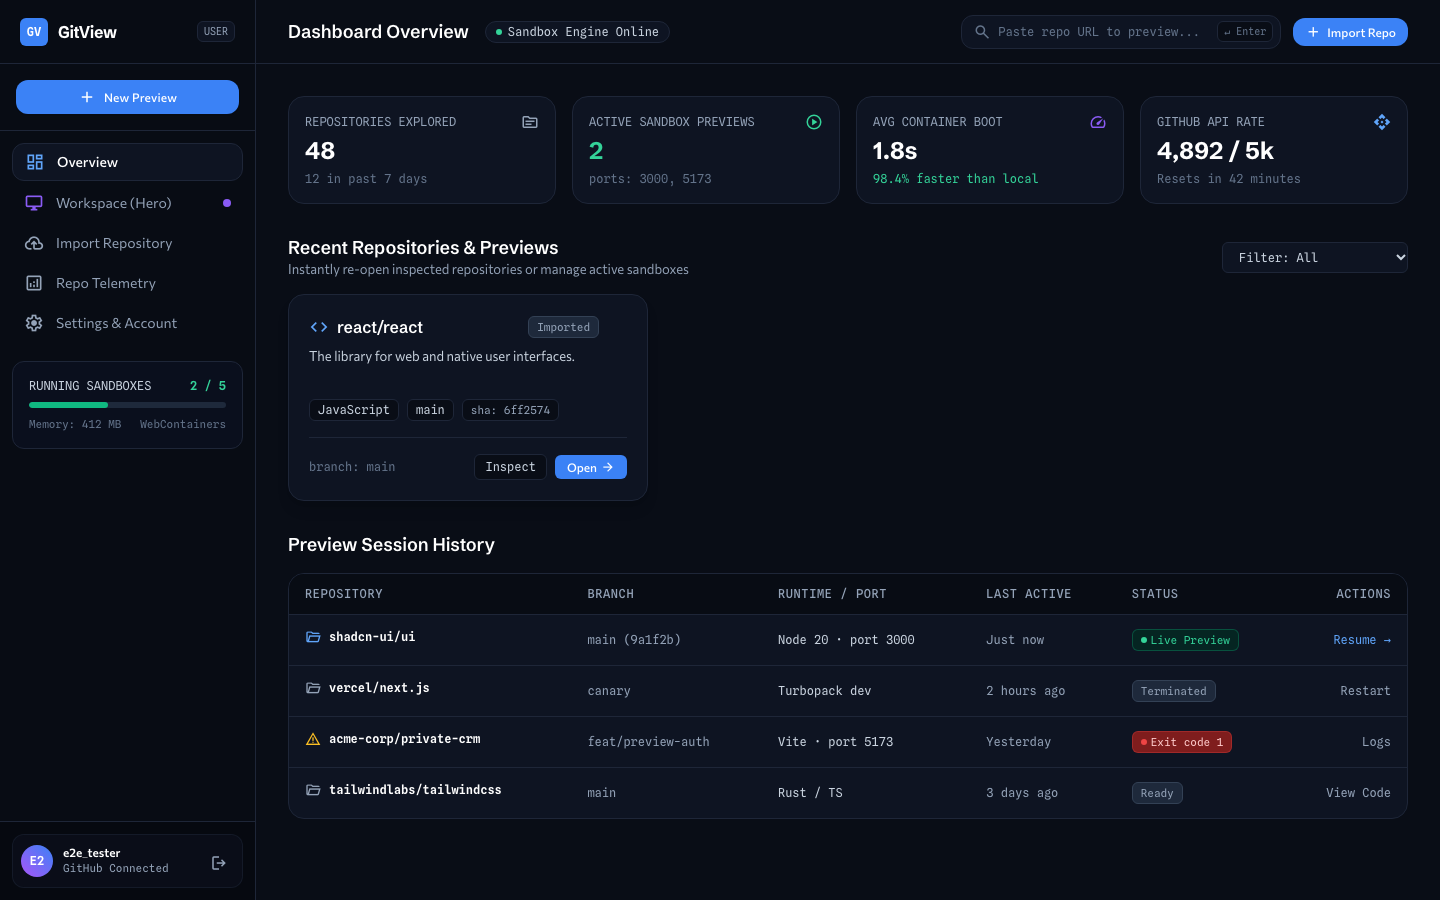 GV GitView USER
New Preview
Overview
Workspace (Hero)
Import Repository
Repo Telemetry
Settings & Account
RUNNING SANDBOXES 2 / 5
Memory: 412 MB WebContainers
E2 e2e_tester
GitHub Connected
Dashboard Overview Sandbox Engine Online Paste repo URL to preview... ↵ Enter Import Repo
REPOSITORIES EXPLORED
48
12 in past 7 days
ACTIVE SANDBOX PREVIEWS
2
ports: 3000, 5173
AVG CONTAINER BOOT
1.8s
98.4% faster than local
GITHUB API RATE
4,892 / 5k
Resets in 42 minutes
Recent Repositories & Previews
Instantly re-open inspected repositories or manage active sandboxes
Filter: All
react/react Imported
The library for web and native user interfaces.
JavaScript main sha: 6ff2574
branch: main Inspect Open →
Preview Session History
REPOSITORY BRANCH RUNTIME / PORT LAST ACTIVE STATUS ACTIONS
shadcn-ui/ui main (9a1f2b) Node 20 · port 3000 Just now Live Preview Resume →
vercel/next.js canary Turbopack dev 2 hours ago Terminated Restart
acme-corp/private-crm feat/preview-auth Vite · port 5173 Yesterday Exit code 1 Logs
tailwindlabs/tailwindcss main Rust / TS 3 days ago Ready View Code